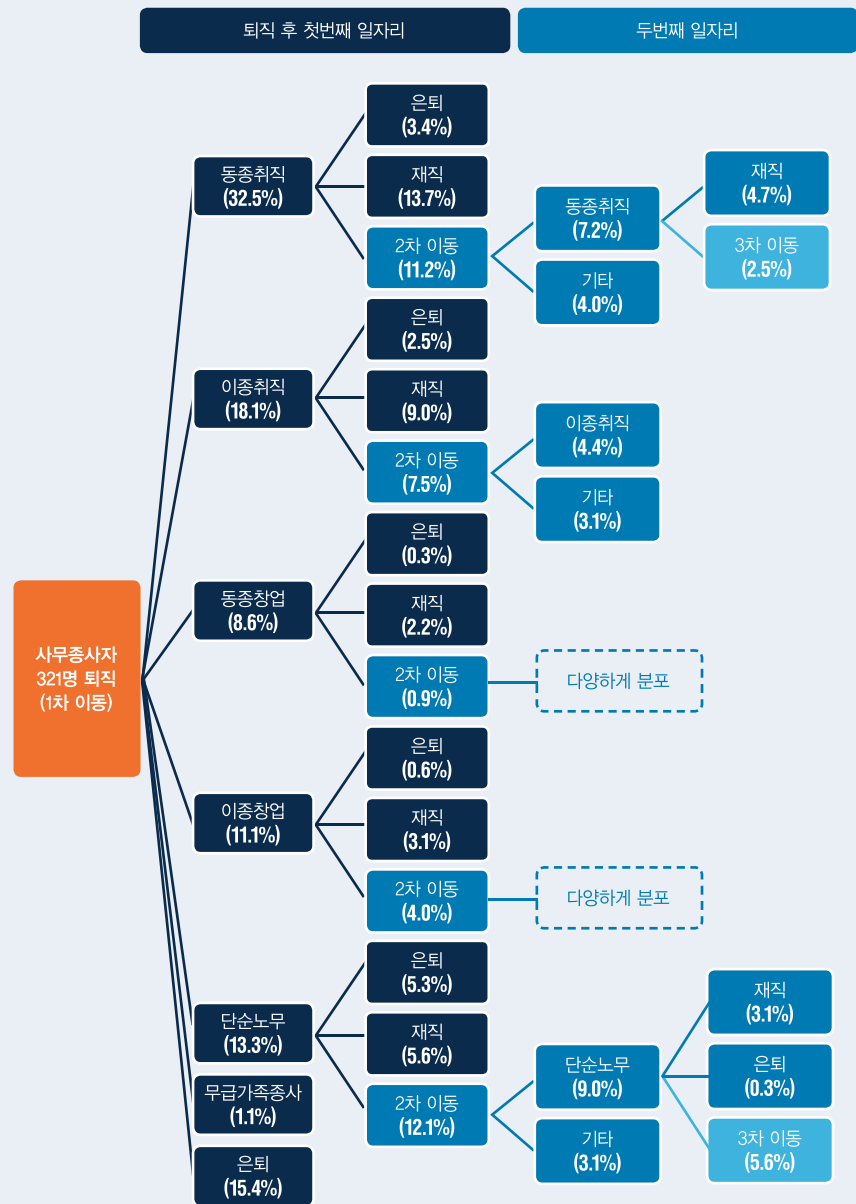 퇴직 후 첫번째 일자리
두번째 일자리
사무종사자
321명 퇴직
(1차 이동)
동종취직
(32.5%)
은퇴
(3.4%)
재직
(13.7%)
2차 이동
(11.2%)
동종취직
(7.2%)
재직
(4.7%)
3차 이동
(2.5%)
기타
(4.0%)
이종취직
(18.1%)
은퇴
(2.5%)
재직
(9.0%)
2차 이동
(7.5%)
이종취직
(4.4%)
기타
(3.1%)
동종창업
(8.6%)
은퇴
(0.3%)
재직
(2.2%)
2차 이동
(0.9%)
다양하게 분포
이종창업
(11.1%)
은퇴
(0.6%)
재직
(3.1%)
2차 이동
(4.0%)
다양하게 분포
단순노무
(13.3%)
은퇴
(5.3%)
재직
(5.6%)
2차 이동
(12.1%)
단순노무
(9.0%)
재직
(3.1%)
은퇴
(0.3%)
3차 이동
(5.6%)
기타
(3.1%)
무급가족종사
(1.1%)
은퇴
(15.4%)